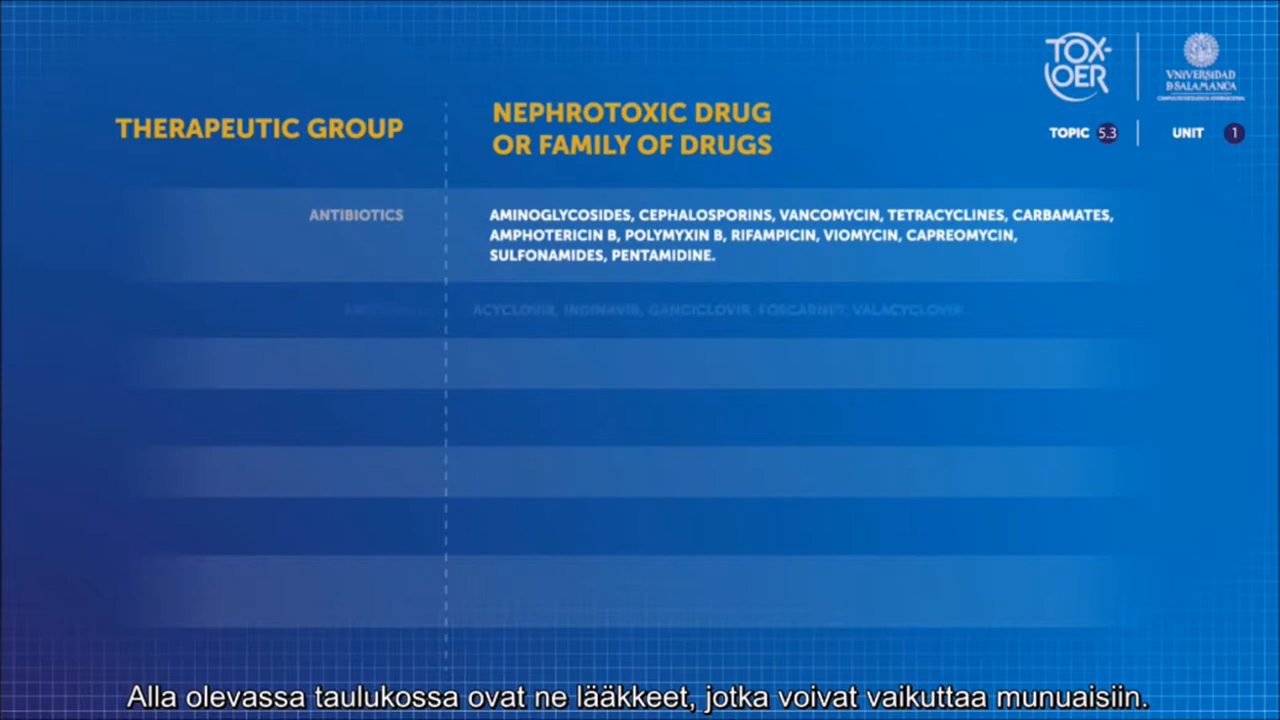 TOX-
OER
VNIVERSIDAD
D SALAMANCA
TOPIC 5.3
UNIT 1
THERAPEUTIC GROUP
NEPHROTOXIC DRUG
OR FAMILY OF DRUGS
ANTIBIOTICS
AMINOGLYCOSIDES, CEPHALOSPORINS, VANCOMYCIN, TETRACYCLINES, CARBAMATES,
AMPHOTERICIN B, POLYMYXIN B, RIFAMPICIN, VIOMYCIN, CAPREOMYCIN,
SULFONAMIDES, PENTAMIDINE.
ACYCLOVIR, INDINAVIR, GANCICLOVIR, FOSCARNET, VALACYCLOVIR
Alla olevassa taulukossa ovat ne lääkkeet, jotka voivat vaikuttaa munuaisiin.